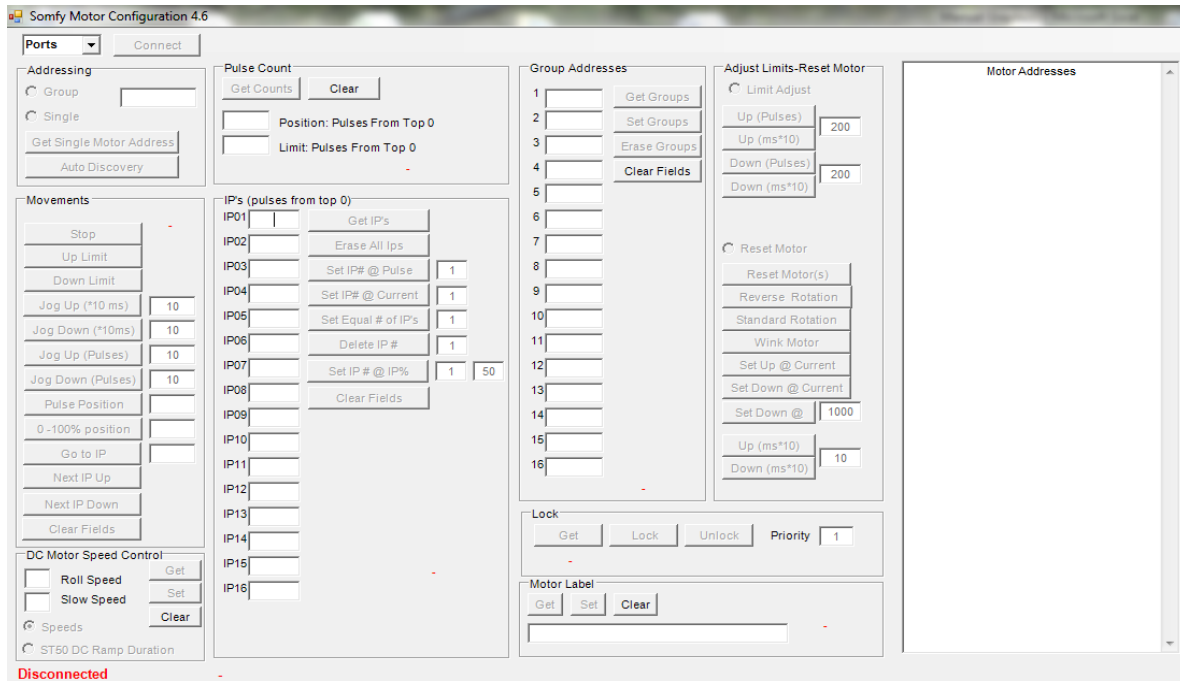 Somfy Motor Configuration 4.6
Ports
Connect
Addressing
Group
Single
Get Single Motor Address
Auto Discovery
Movements
-
Stop
Up Limit
Down Limit
Jog Up (*10 ms) 10
Jog Down (*10ms) 10
Jog Up (Pulses) 10
Jog Down (Pulses) 10
Pulse Position
0 -100% position
Go to IP
Next IP Up
Next IP Down
Clear Fields
DC Motor Speed Control
Roll Speed Get
Slow Speed Set
Clear
Speeds
ST50 DC Ramp Duration
Pulse Count
Get Counts Clear
Position: Pulses From Top 0
Limit: Pulses From Top 0
-
IP's (pulses from top 0)
IP01 Get IP's
IP02 Erase All Ips
IP03 Set IP# @ Pulse 1
IP04 Set IP# @ Current 1
IP05 Set Equal # of IP's 1
IP06 Delete IP # 1
IP07 Set IP # @ IP% 1 50
IP08 Clear Fields
IP09
IP10
IP11
IP12
IP13
IP14
IP15
-
IP16
Group Addresses
1 Get Groups
2 Set Groups
3 Erase Groups
4 Clear Fields
5
6
7
8
9
10
11
12
13
14
15
16
-
Adjust Limits-Reset Motor
Limit Adjust
Up (Pulses) 200
Up (ms*10)
Down (Pulses) 200
Down (ms*10)
Reset Motor
Reset Motor(s)
Reverse Rotation
Standard Rotation
Wink Motor
Set Up @ Current
Set Down @ Current
Set Down @ 1000
Up (ms*10) 10
Down (ms*10)
Lock
Get Lock Unlock Priority 1
-
Motor Label
Get Set Clear
-
Motor Addresses
Disconnected -